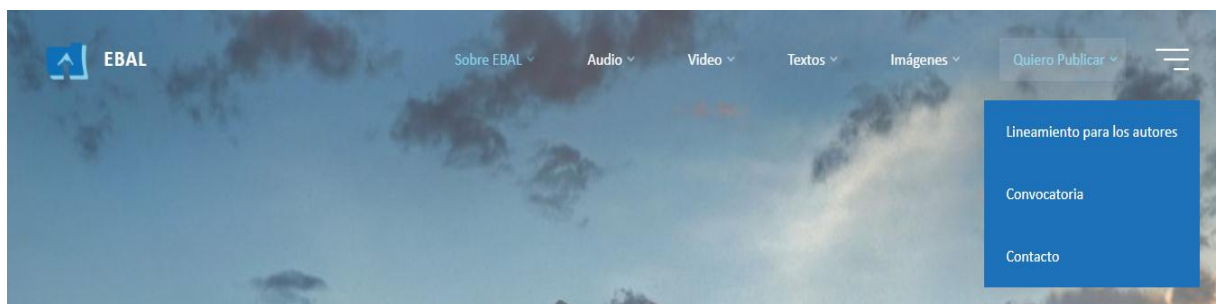 EBAL
Sobre EBAL
Audio
Video
Textos
Imágenes
Quiero Publicar
Lineamiento para los autores
Convocatoria
Contacto